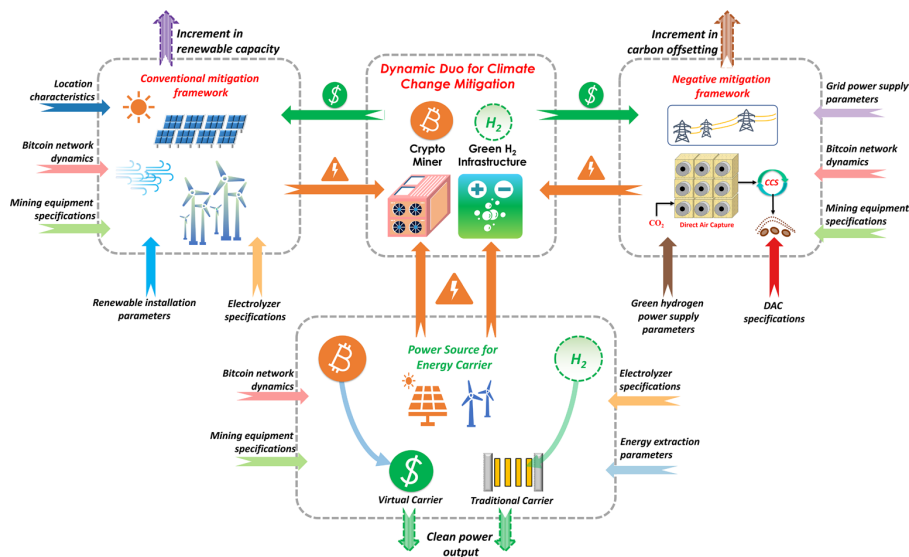 Increment in
renewable capacity
Increment in
carbon offsetting
Location
characteristics
Bitcoin network
dynamics
Mining equipment
specifications
Conventional mitigation
framework
Renewable installation
parameters
Electrolyzer
specifications
$
Dynamic Duo for Climate
Change Mitigation
H2
Crypto
Miner
Green H2
Infrastructure
$
Negative mitigation
framework
CCS
CO2
Direct Air Capture
Grid power supply
parameters
Bitcoin network
dynamics
Mining equipment
specifications
Green hydrogen
power supply
parameters
DAC
specifications
Power Source for
Energy Carrier
H2
Bitcoin network
dynamics
Mining equipment
specifications
Electrolyzer
specifications
Energy extraction
parameters
$
Virtual Carrier
Traditional Carrier
Clean power
output